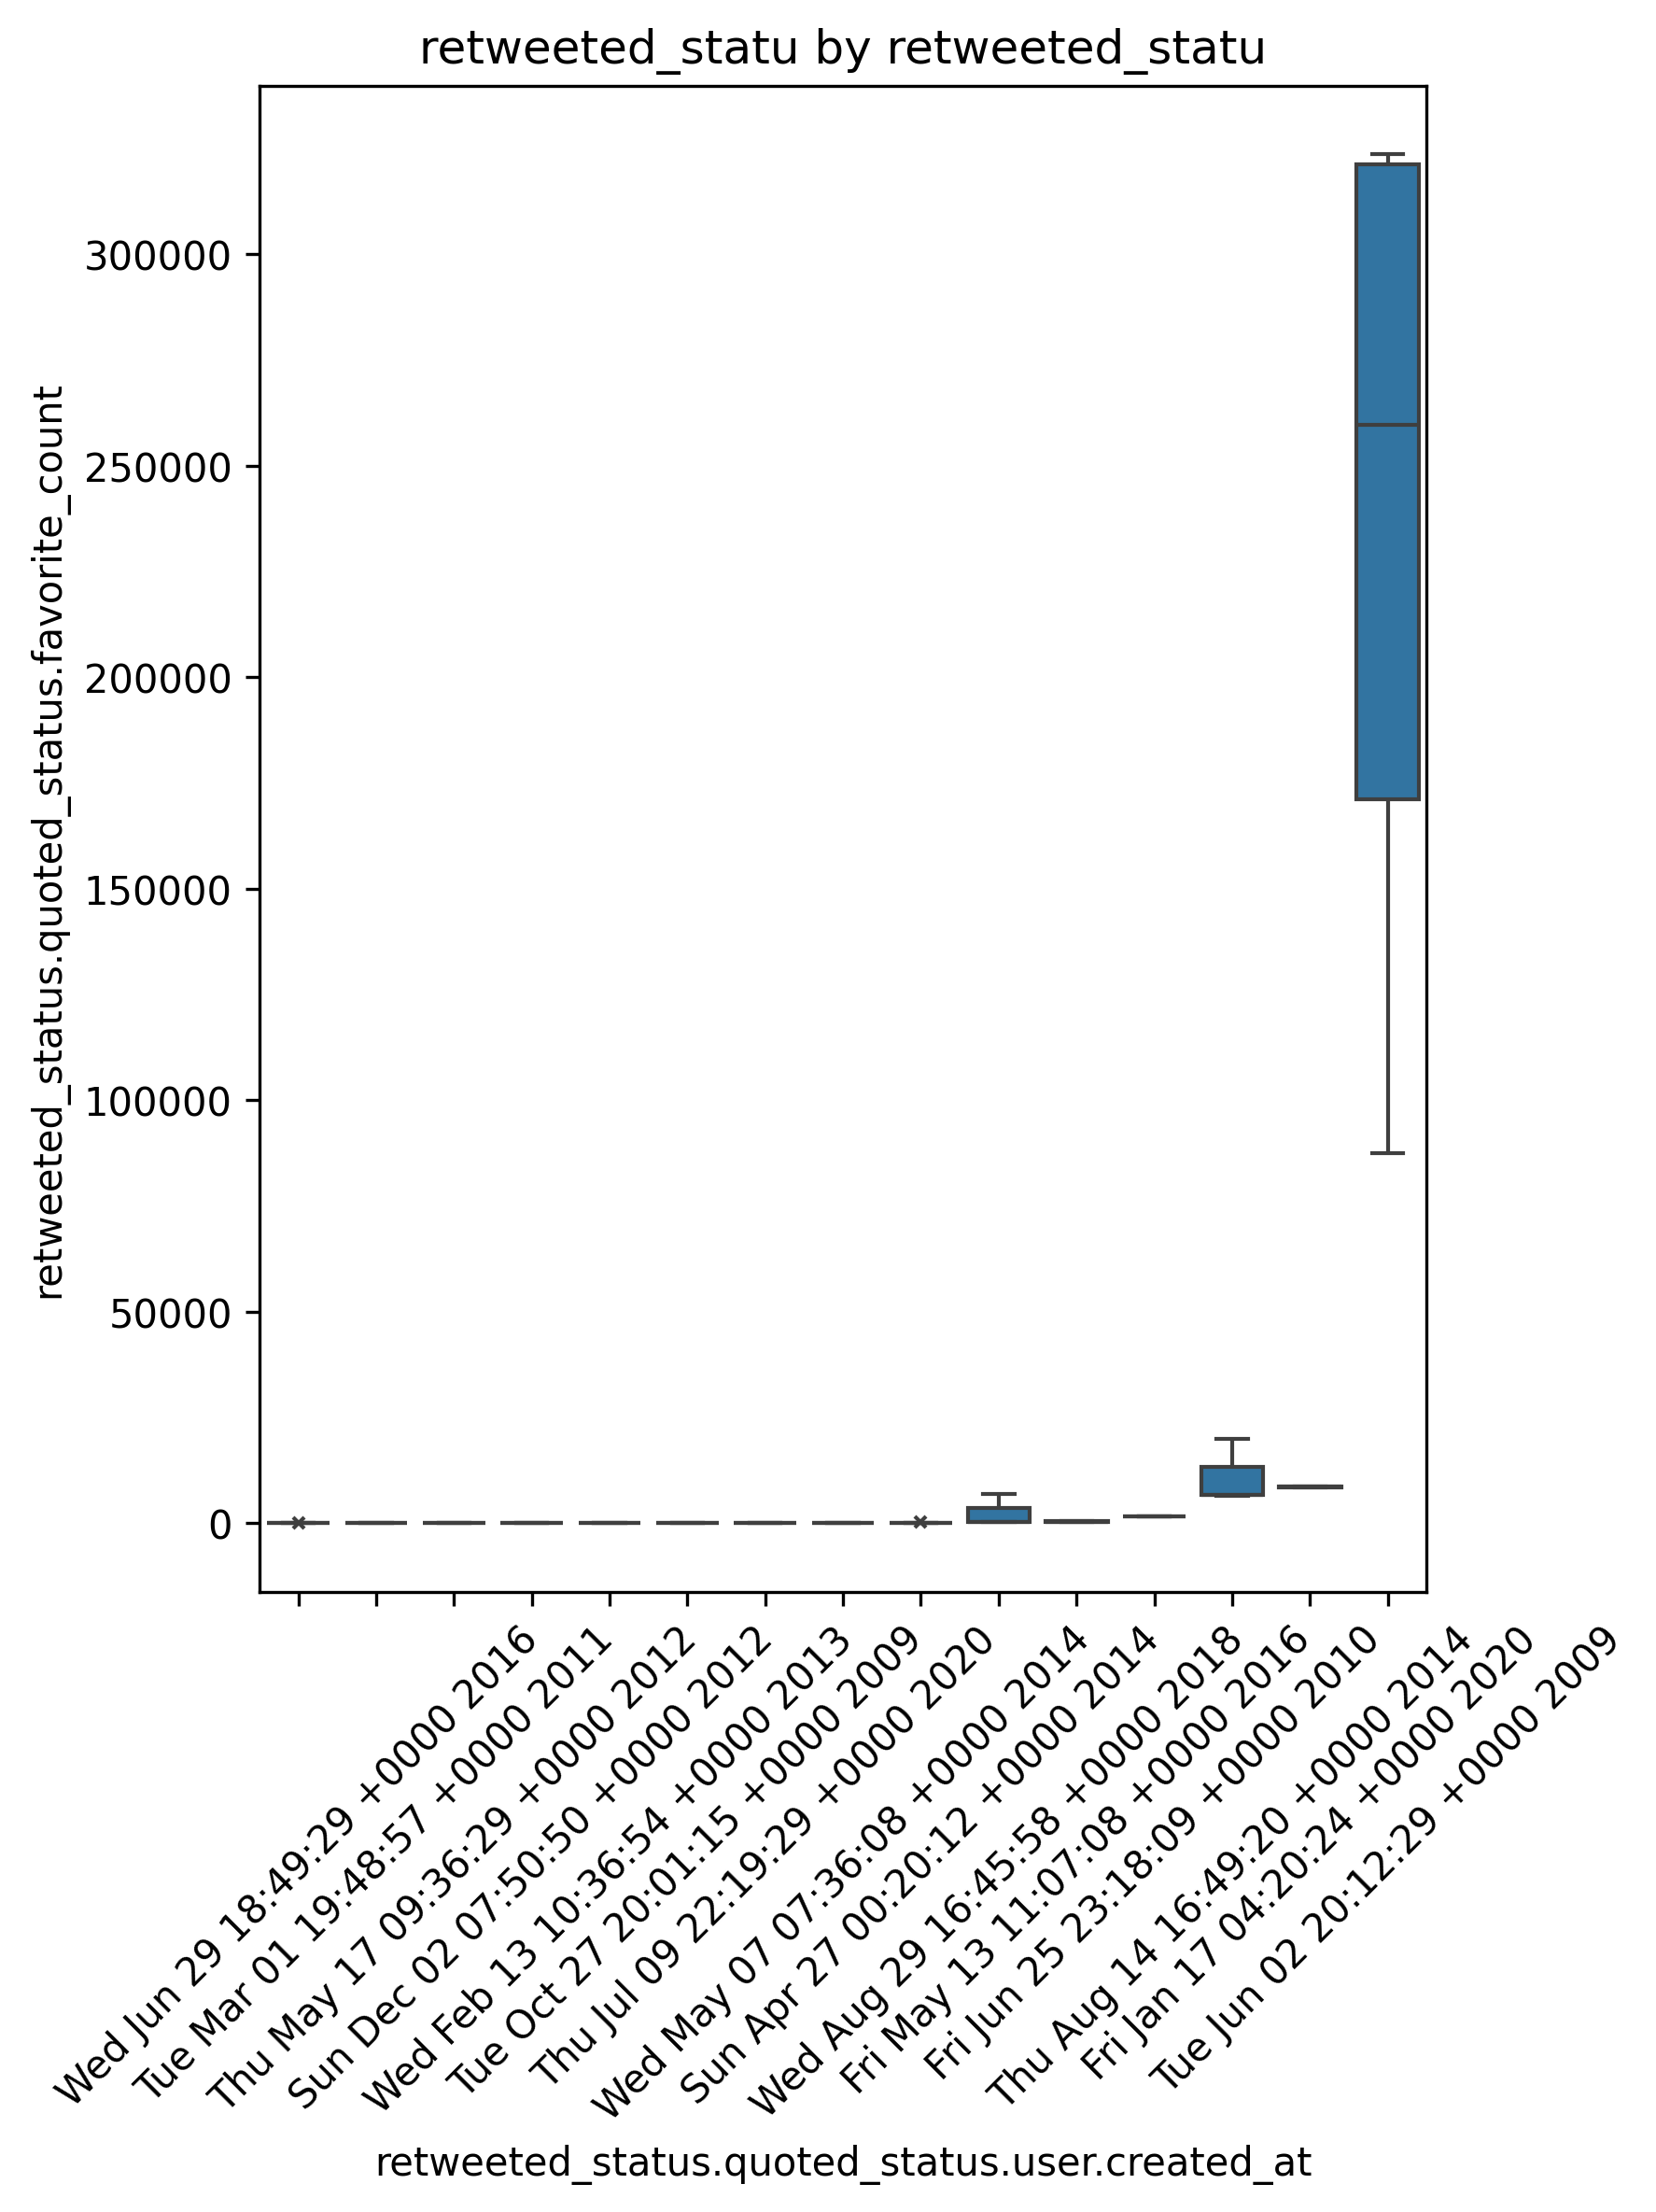 retweeted_statu by retweeted_statu
retweeted_status.quoted_status.favorite_count
300000
250000
200000
150000
100000
50000
0
Wed Jun 29 18:49:29 +0000 2016
Tue Mar 01 19:48:57 +0000 2011
Thu May 17 09:36:29 +0000 2012
Sun Dec 02 07:50:50 +0000 2012
Wed Feb 13 10:36:54 +0000 2013
Tue Oct 27 20:01:15 +0000 2009
Thu Jul 09 22:19:29 +0000 2020
Wed May 07 07:36:08 +0000 2014
Sun Apr 27 00:20:12 +0000 2014
Wed Aug 29 16:45:58 +0000 2018
Fri May 13 11:07:08 +0000 2016
Fri Jun 25 23:18:09 +0000 2010
Thu Aug 14 16:49:20 +0000 2014
Fri Jan 17 04:20:24 +0000 2020
Tue Jun 02 20:12:29 +0000 2009
retweeted_status.quoted_status.user.created_at